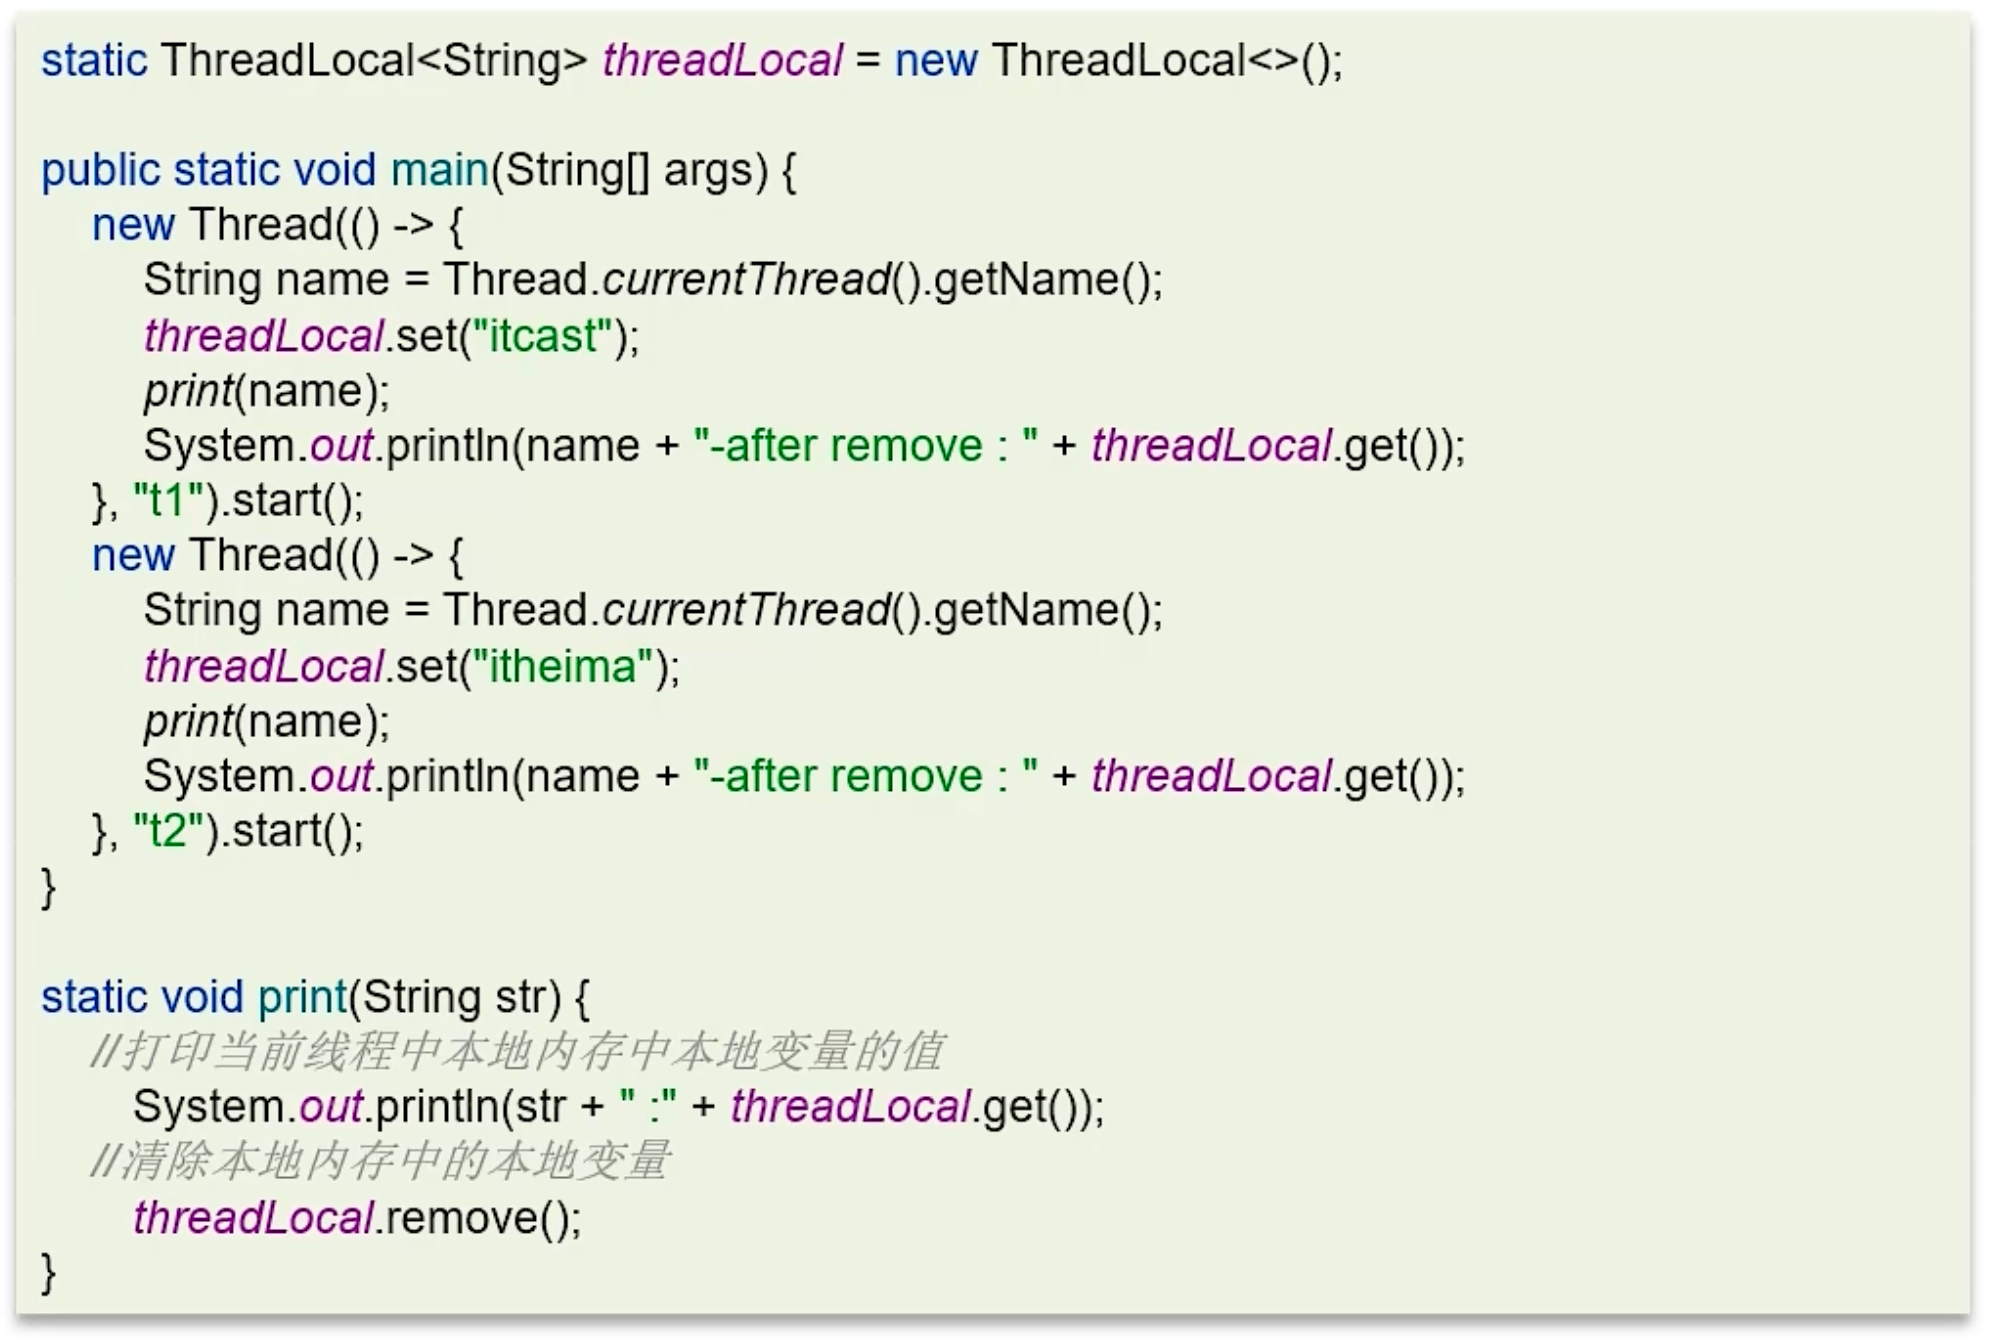 static ThreadLocal<String> threadLocal = new ThreadLocal<>();

public static void main(String[] args) {
    new Thread(() -> {
        String name = Thread.currentThread().getName();
        threadLocal.set("itcast");
        print(name);
        System.out.println(name + "-after remove : " + threadLocal.get());
    }, "t1").start();
    new Thread(() -> {
        String name = Thread.currentThread().getName();
        threadLocal.set("itheima");
        print(name);
        System.out.println(name + "-after remove : " + threadLocal.get());
    }, "t2").start();
}

static void print(String str) {
    //打印当前线程中本地内存中本地变量的值
       System.out.println(str + " :" + threadLocal.get());
    //清除本地内存中的本地变量
       threadLocal.remove();
}